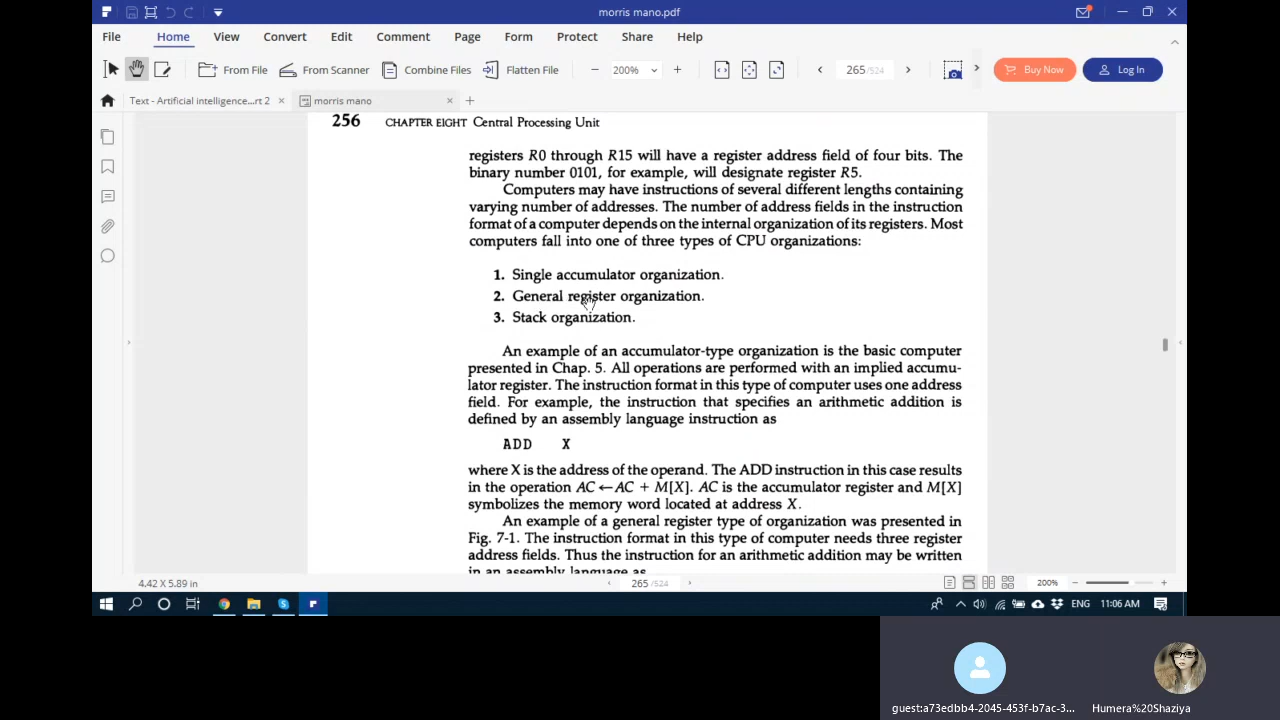 morris mano.pdf
File Home View Convert Edit Comment Page Form Protect Share Help
From File From Scanner Combine Files Flatten File 200% 265/524 Buy Now Log In
Text - Artificial intelligence...rt 2 morris mano
256 CHAPTER EIGHT Central Processing Unit
registers R0 through R15 will have a register address field of four bits. The
binary number 0101, for example, will designate register R5.
Computers may have instructions of several different lengths containing
varying number of addresses. The number of address fields in the instruction
format of a computer depends on the internal organization of its registers. Most
computers fall into one of three types of CPU organizations:
1. Single accumulator organization.
2. General register organization.
3. Stack organization.
An example of an accumulator-type organization is the basic computer
presented in Chap. 5. All operations are performed with an implied accumu-
lator register. The instruction format in this type of computer uses one address
field. For example, the instruction that specifies an arithmetic addition is
defined by an assembly language instruction as
ADD X
where X is the address of the operand. The ADD instruction in this case results
in the operation AC ← AC + M[X]. AC is the accumulator register and M[X]
symbolizes the memory word located at address X.
An example of a general register type of organization was presented in
Fig. 7-1. The instruction format in this type of computer needs three register
address fields. Thus the instruction for an arithmetic addition may be written
in an assembly language as
4.42 X 5.89 in 265 /524 200%
ENG 11:06 AM
guest:a73edbb4-2045-453f-b7ac-3... Humera%20Shaziya